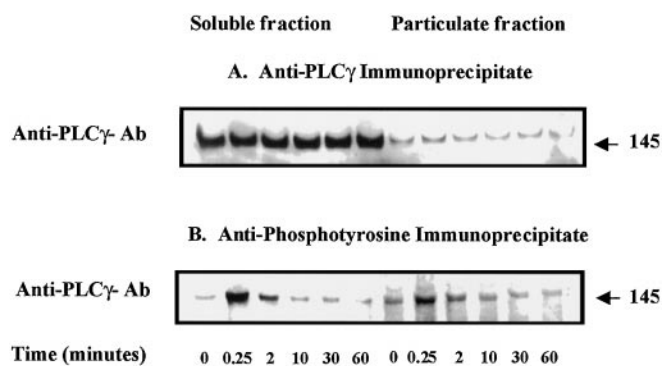 Soluble fraction Particulate fraction
A. Anti-PLCγ Immunoprecipitate
Anti-PLCγ- Ab 145
B. Anti-Phosphotyrosine Immunoprecipitate
Anti-PLCγ- Ab 145
Time (minutes) 0 0.25 2 10 30 60 0 0.25 2 10 30 60